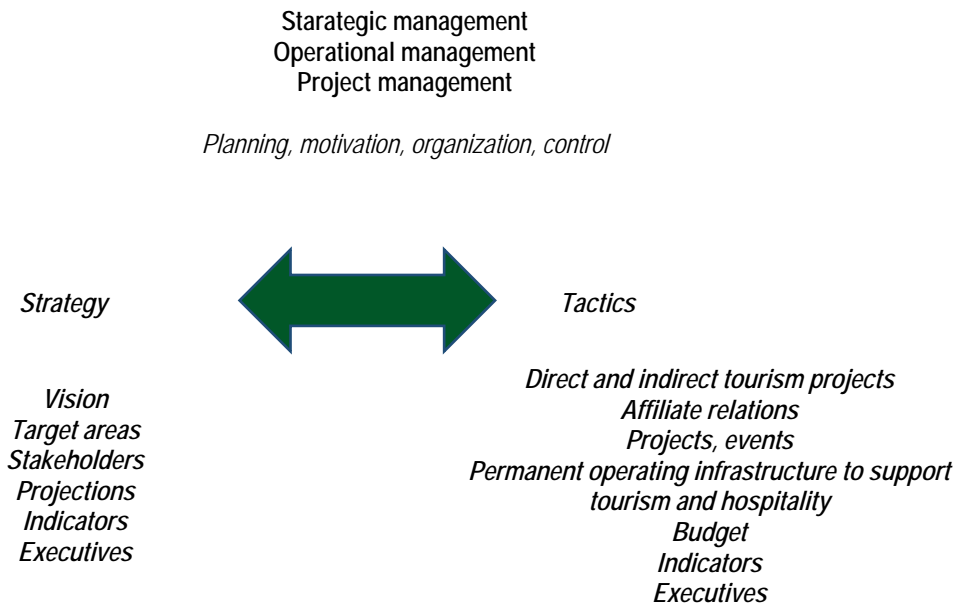 Starategic management
Operational management
Project management
Planning, motivation, organization, control
Strategy
Tactics
Vision
Target areas
Stakeholders
Projections
Indicators
Executives
Direct and indirect tourism projects
Affiliate relations
Projects, events
Permanent operating infrastructure to support
tourism and hospitality
Budget
Indicators
Executives